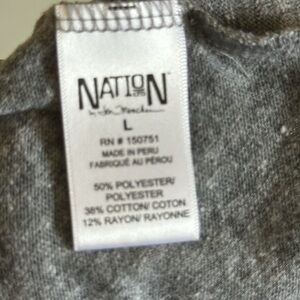 NATION
L
RN # 150751
MADE IN PERU
FABRIQUÉ AU PÉROU
50% POLYESTER/
POLYESTER
38% COTTON/ COTON
12% RAYON/ RAYONNE